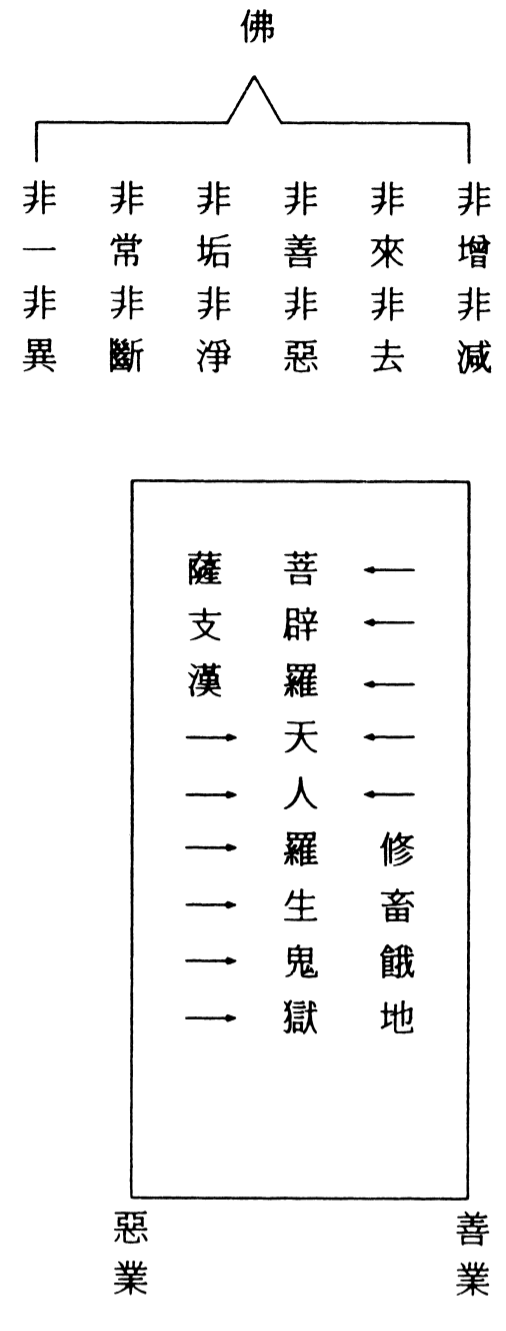 佛
非增非減
非來非去
非善非惡
非垢非淨
非常非斷
非一非異
菩薩
辟支
羅漢
天
人
修羅
畜生
餓鬼
地獄
善業
惡業